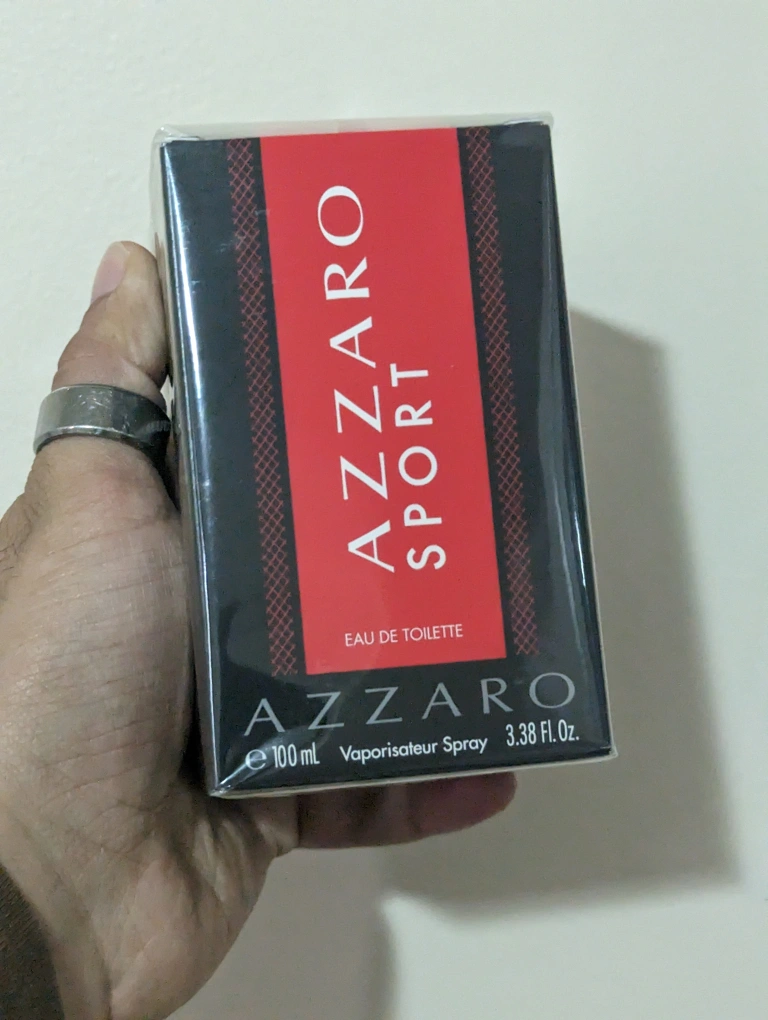 AZZARO
SPORT
EAU DE TOILETTE
AZZARO
℮ 100 mL Vaporisateur Spray 3.38 Fl. Oz.